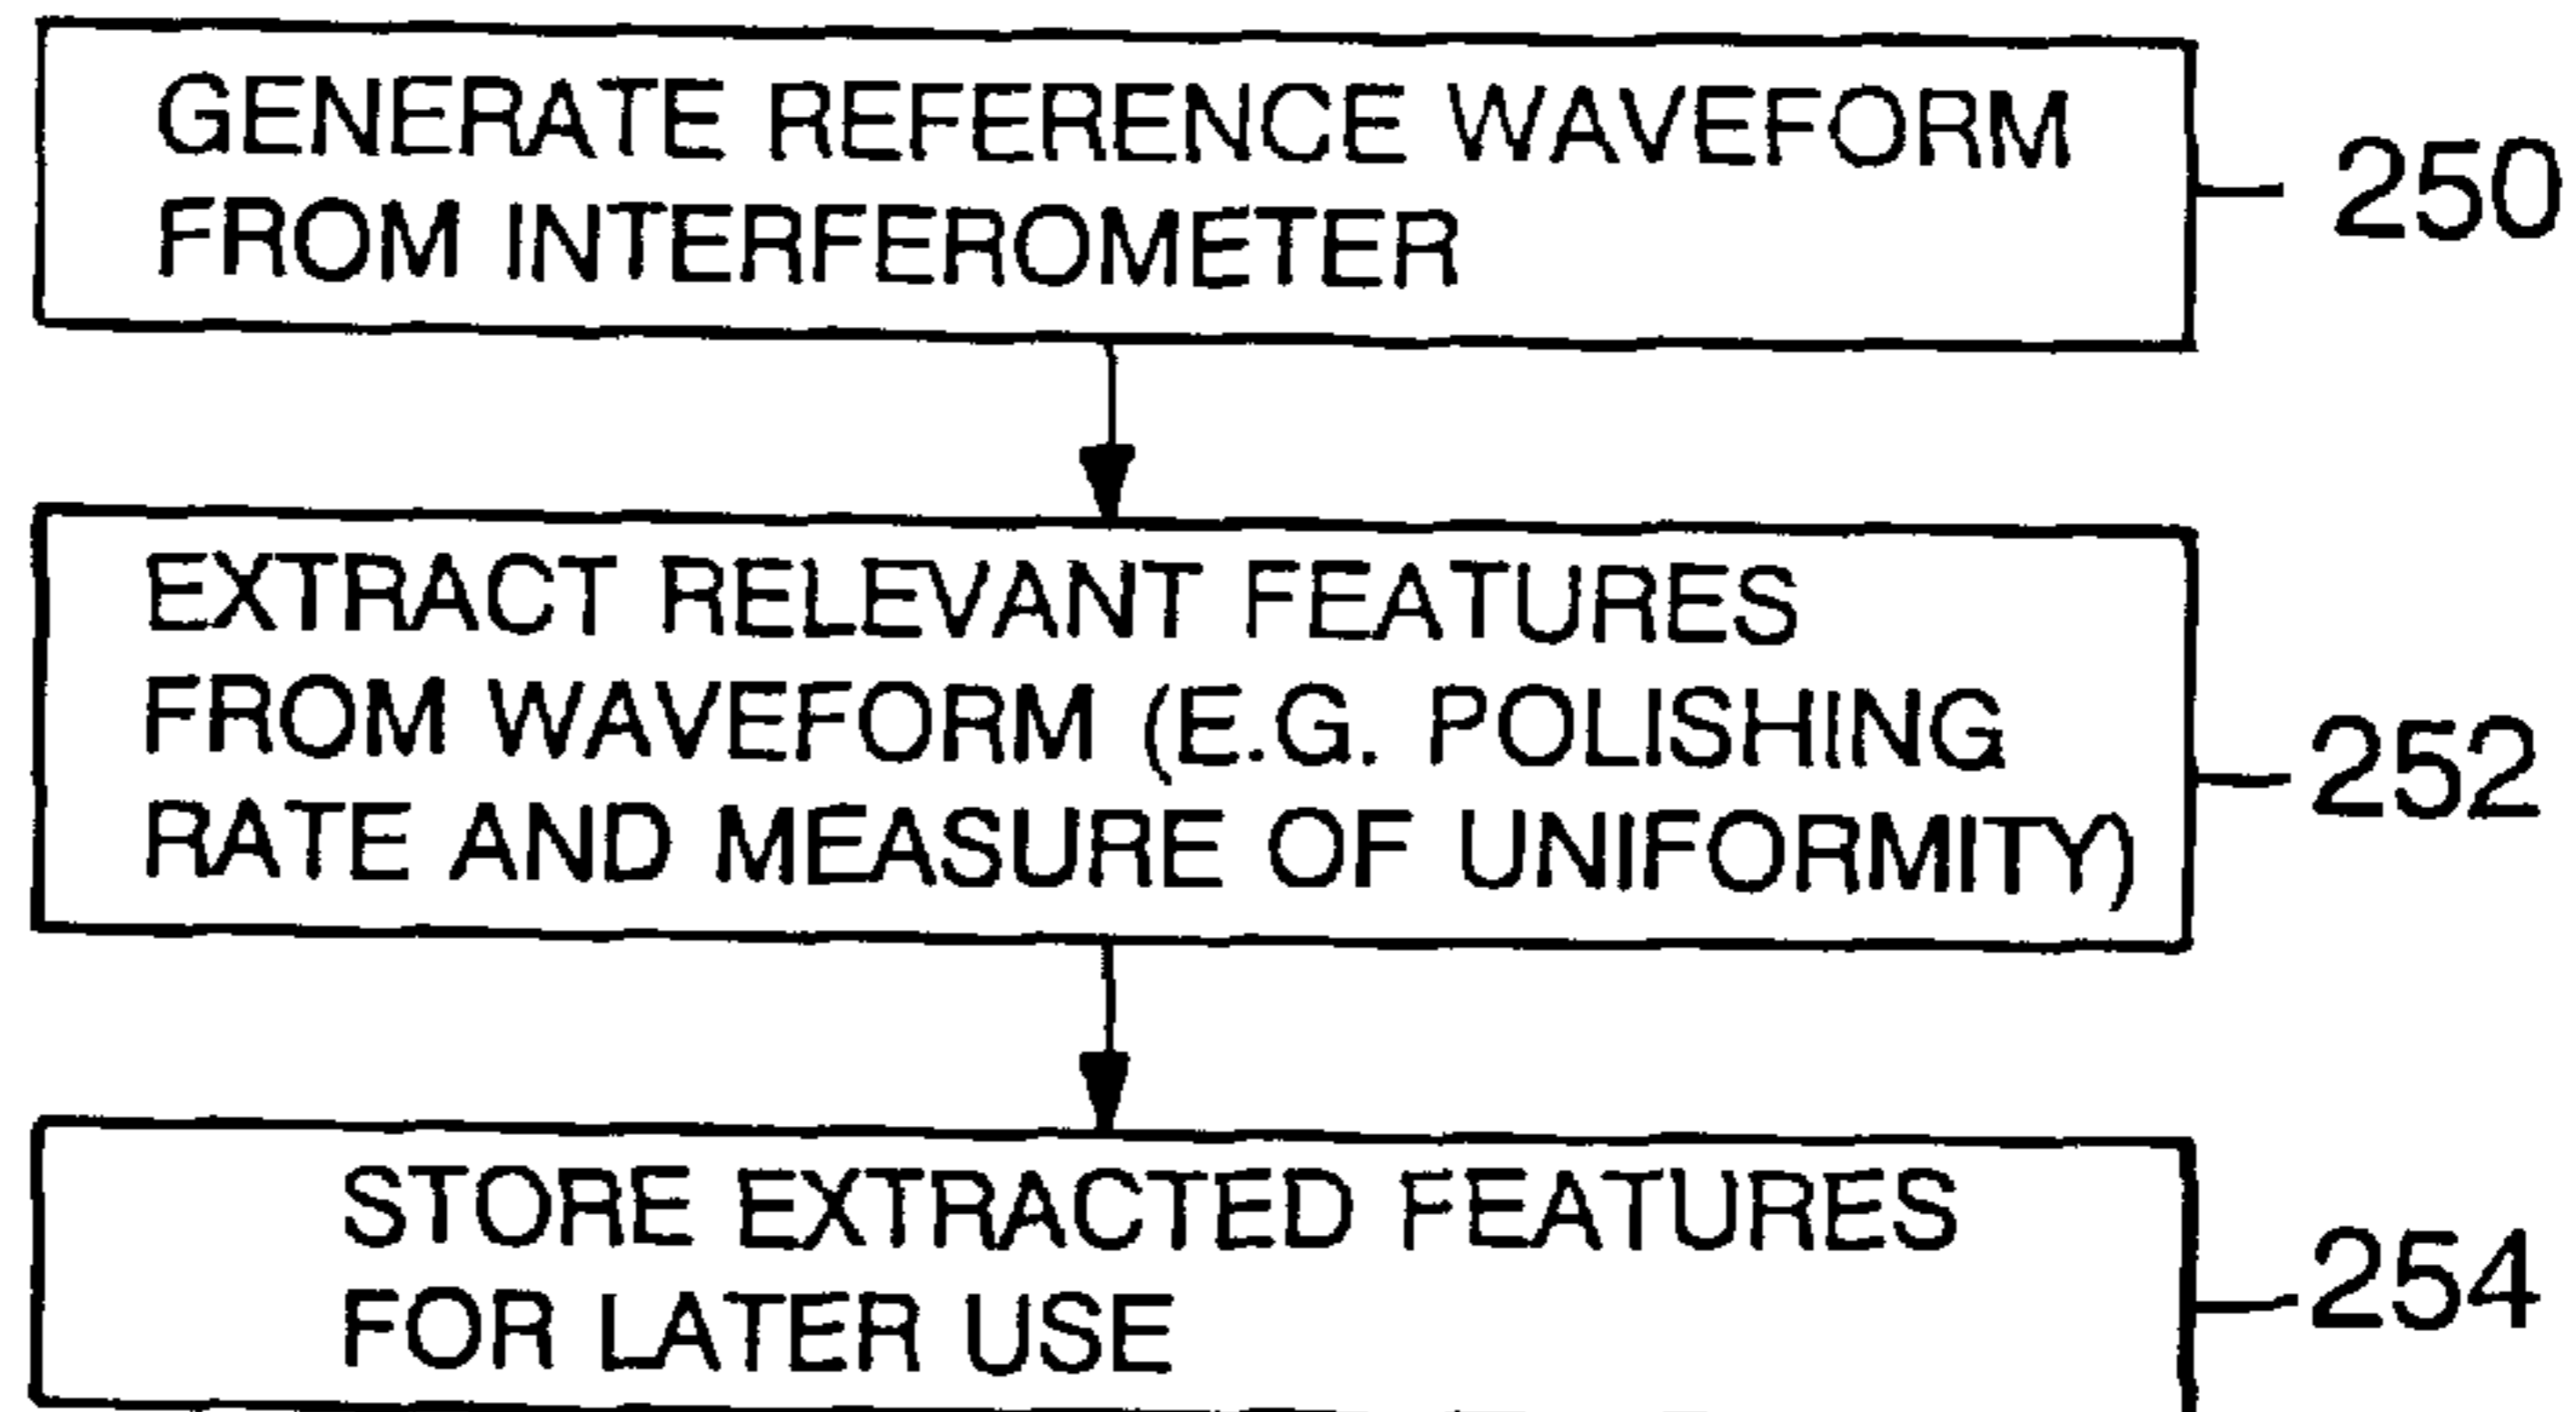 GENERATE REFERENCE WAVEFORM
FROM INTERFEROMETER
250
EXTRACT RELEVANT FEATURES
FROM WAVEFORM (E.G. POLISHING
RATE AND MEASURE OF UNIFORMITY)
252
STORE EXTRACTED FEATURES
FOR LATER USE
254